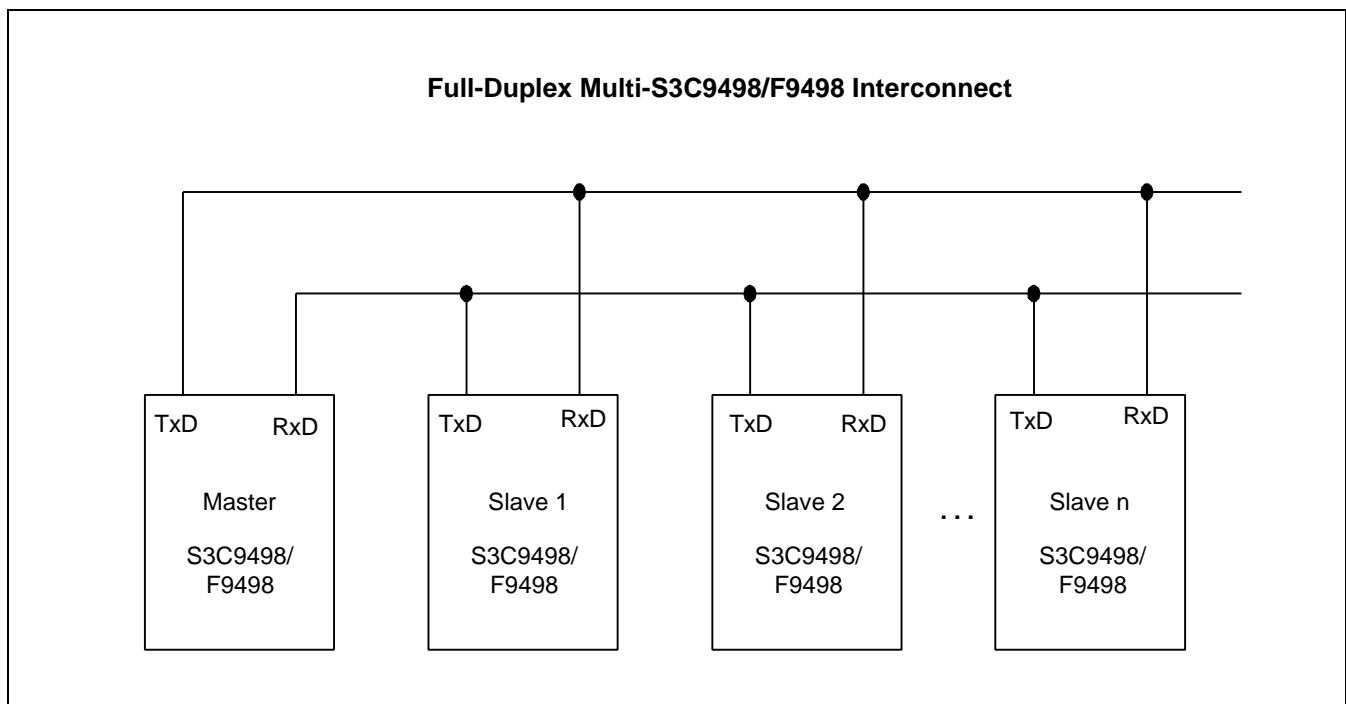 Full-Duplex Multi-S3C9498/F9498 Interconnect
TxD RxD
Master
S3C9498/
F9498
TxD RxD
Slave 1
S3C9498/
F9498
TxD RxD
Slave 2
S3C9498/
F9498
. . .
TxD RxD
Slave n
S3C9498/
F9498